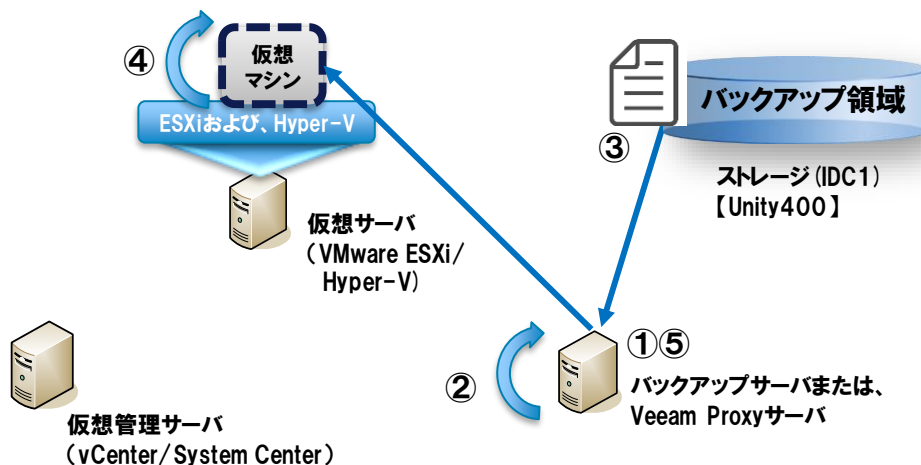 ④
仮想
マシン
ESXiおよび、Hyper-V
バックアップ領域
③
ストレージ(IDC1)
【Unity400】
仮想サーバ
（VMware ESXi/
Hyper-V)
①⑤
②
バックアップサーバまたは、
Veeam Proxyサーバ
仮想管理サーバ
（vCenter/System Center）